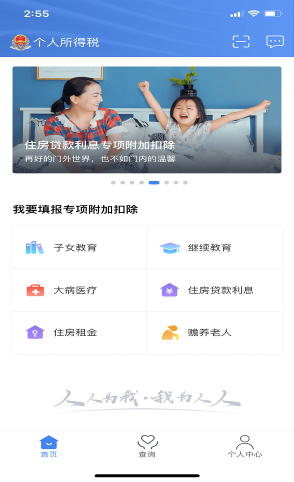 2:55
个人所得税
住房贷款利息专项附加扣除
再好的门外世界，也不如门内的温馨
我要填报专项附加扣除
子女教育
继续教育
大病医疗
住房贷款利息
住房租金
赡养老人
人人为我·我为人人
首页
查询
个人中心